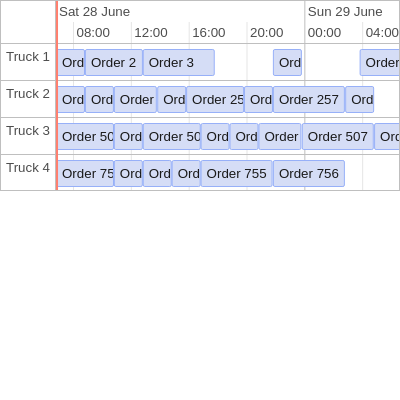 Sat 28 June Sun 29 June
08:00 12:00 16:00 20:00 00:00 04:00
Truck 1 Ord Order 2 Order 3 Ord Order
Truck 2 Ord Ord Order Ord Order 25 Ord Order 257 Ord
Truck 3 Order 50 Ord Order 50 Ord Ord Order Order 507 Ord
Truck 4 Order 75 Ord Ord Ord Order 755 Order 756